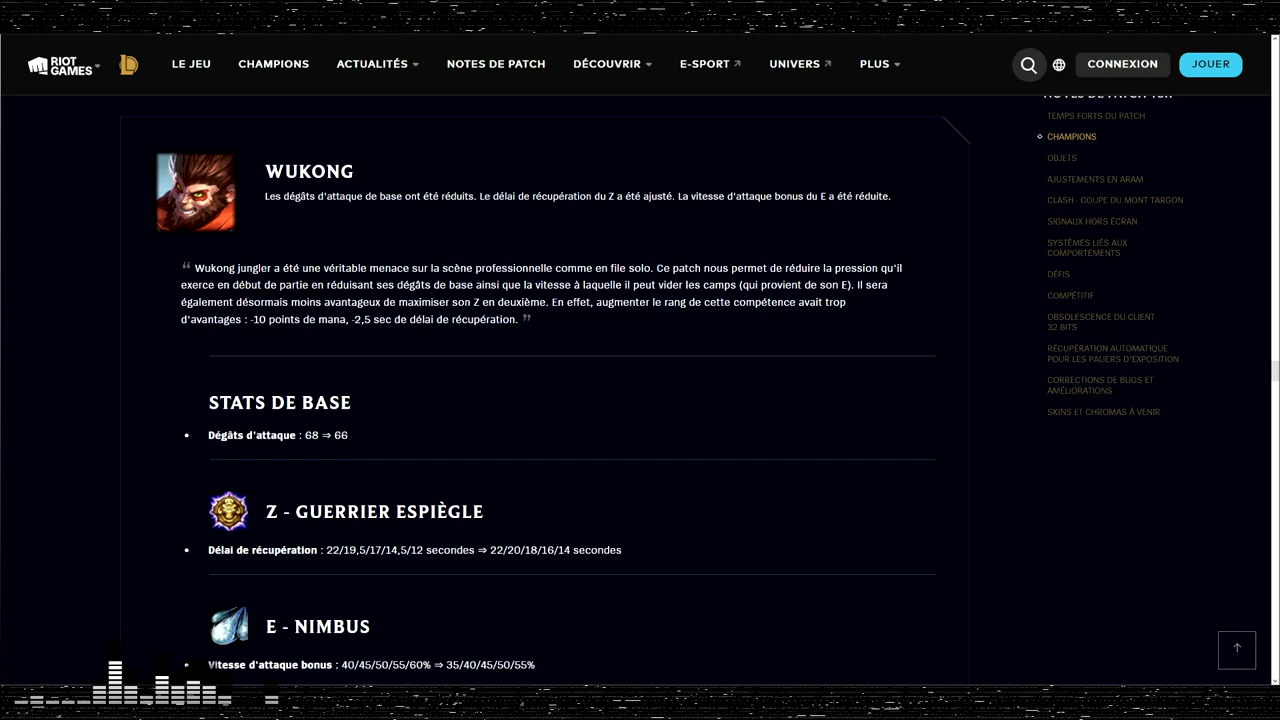 RIOT GAMES
LE JEU
CHAMPIONS
ACTUALITÉS
NOTES DE PATCH
DÉCOUVRIR
E-SPORT
UNIVERS
PLUS
CONNEXION
JOUER
WUKONG
Les dégâts d'attaque de base ont été réduits. Le délai de récupération du Z a été ajusté. La vitesse d'attaque bonus du E a été réduite.
“ Wukong jungler a été une véritable menace sur la scène professionnelle comme en file solo. Ce patch nous permet de réduire la pression qu'il
exerce en début de partie en réduisant ses dégâts de base ainsi que la vitesse à laquelle il peut vider les camps (qui provient de son E). Il sera
également désormais moins avantageux de maximiser son Z en deuxième. En effet, augmenter le rang de cette compétence avait trop
d'avantages : -10 points de mana, -2,5 sec de délai de récupération. ”
STATS DE BASE
• Dégâts d'attaque : 68 ⇒ 66
Z - GUERRIER ESPIÈGLE
• Délai de récupération : 22/19,5/17/14,5/12 secondes ⇒ 22/20/18/16/14 secondes
E - NIMBUS
• Vitesse d'attaque bonus : 40/45/50/55/60% ⇒ 35/40/45/50/55%
TEMPS FORTS DU PATCH
CHAMPIONS
OBJETS
AJUSTEMENTS EN ARAM
CLASH - COUPE DU MONT TARGON
SIGNAUX HORS ÉCRAN
SYSTÈMES LIÉS AUX
COMPORTEMENTS
DÉFIS
COMPÉTITIF
OBSOLESCENCE DU CLIENT
32 BITS
RÉCUPÉRATION AUTOMATIQUE
POUR LES PALIERS D'EXPOSITION
CORRECTIONS DE BUGS ET
AMÉLIORATIONS
SKINS ET CHROMAS À VENIR